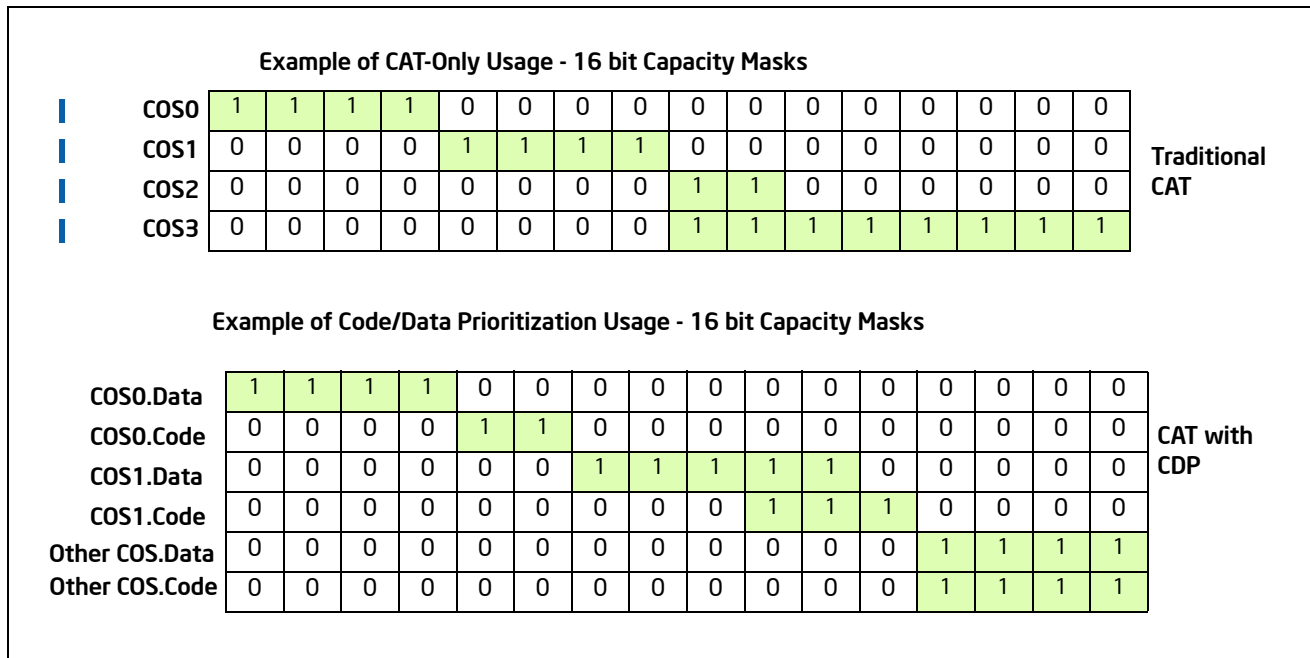 Example of CAT-Only Usage - 16 bit Capacity Masks
COS0 1 1 1 1 0 0 0 0 0 0 0 0 0 0 0 0
COS1 0 0 0 0 1 1 1 1 0 0 0 0 0 0 0 0
COS2 0 0 0 0 0 0 0 0 1 1 0 0 0 0 0 0
COS3 0 0 0 0 0 0 0 0 1 1 1 1 1 1 1 1
Traditional
CAT
Example of Code/Data Prioritization Usage - 16 bit Capacity Masks
COS0.Data 1 1 1 1 0 0 0 0 0 0 0 0 0 0 0 0
COS0.Code 0 0 0 0 1 1 0 0 0 0 0 0 0 0 0 0
COS1.Data 0 0 0 0 0 0 1 1 1 1 1 0 0 0 0 0
COS1.Code 0 0 0 0 0 0 0 0 0 1 1 1 0 0 0 0
Other COS.Data 0 0 0 0 0 0 0 0 0 0 0 0 1 1 1 1
Other COS.Code 0 0 0 0 0 0 0 0 0 0 0 0 1 1 1 1
CAT with
CDP